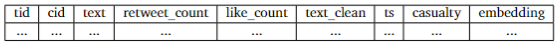 tid cid text retweet_count like_count text_clean ts casualty embedding
... ... ... ... ... ... ... ... ...